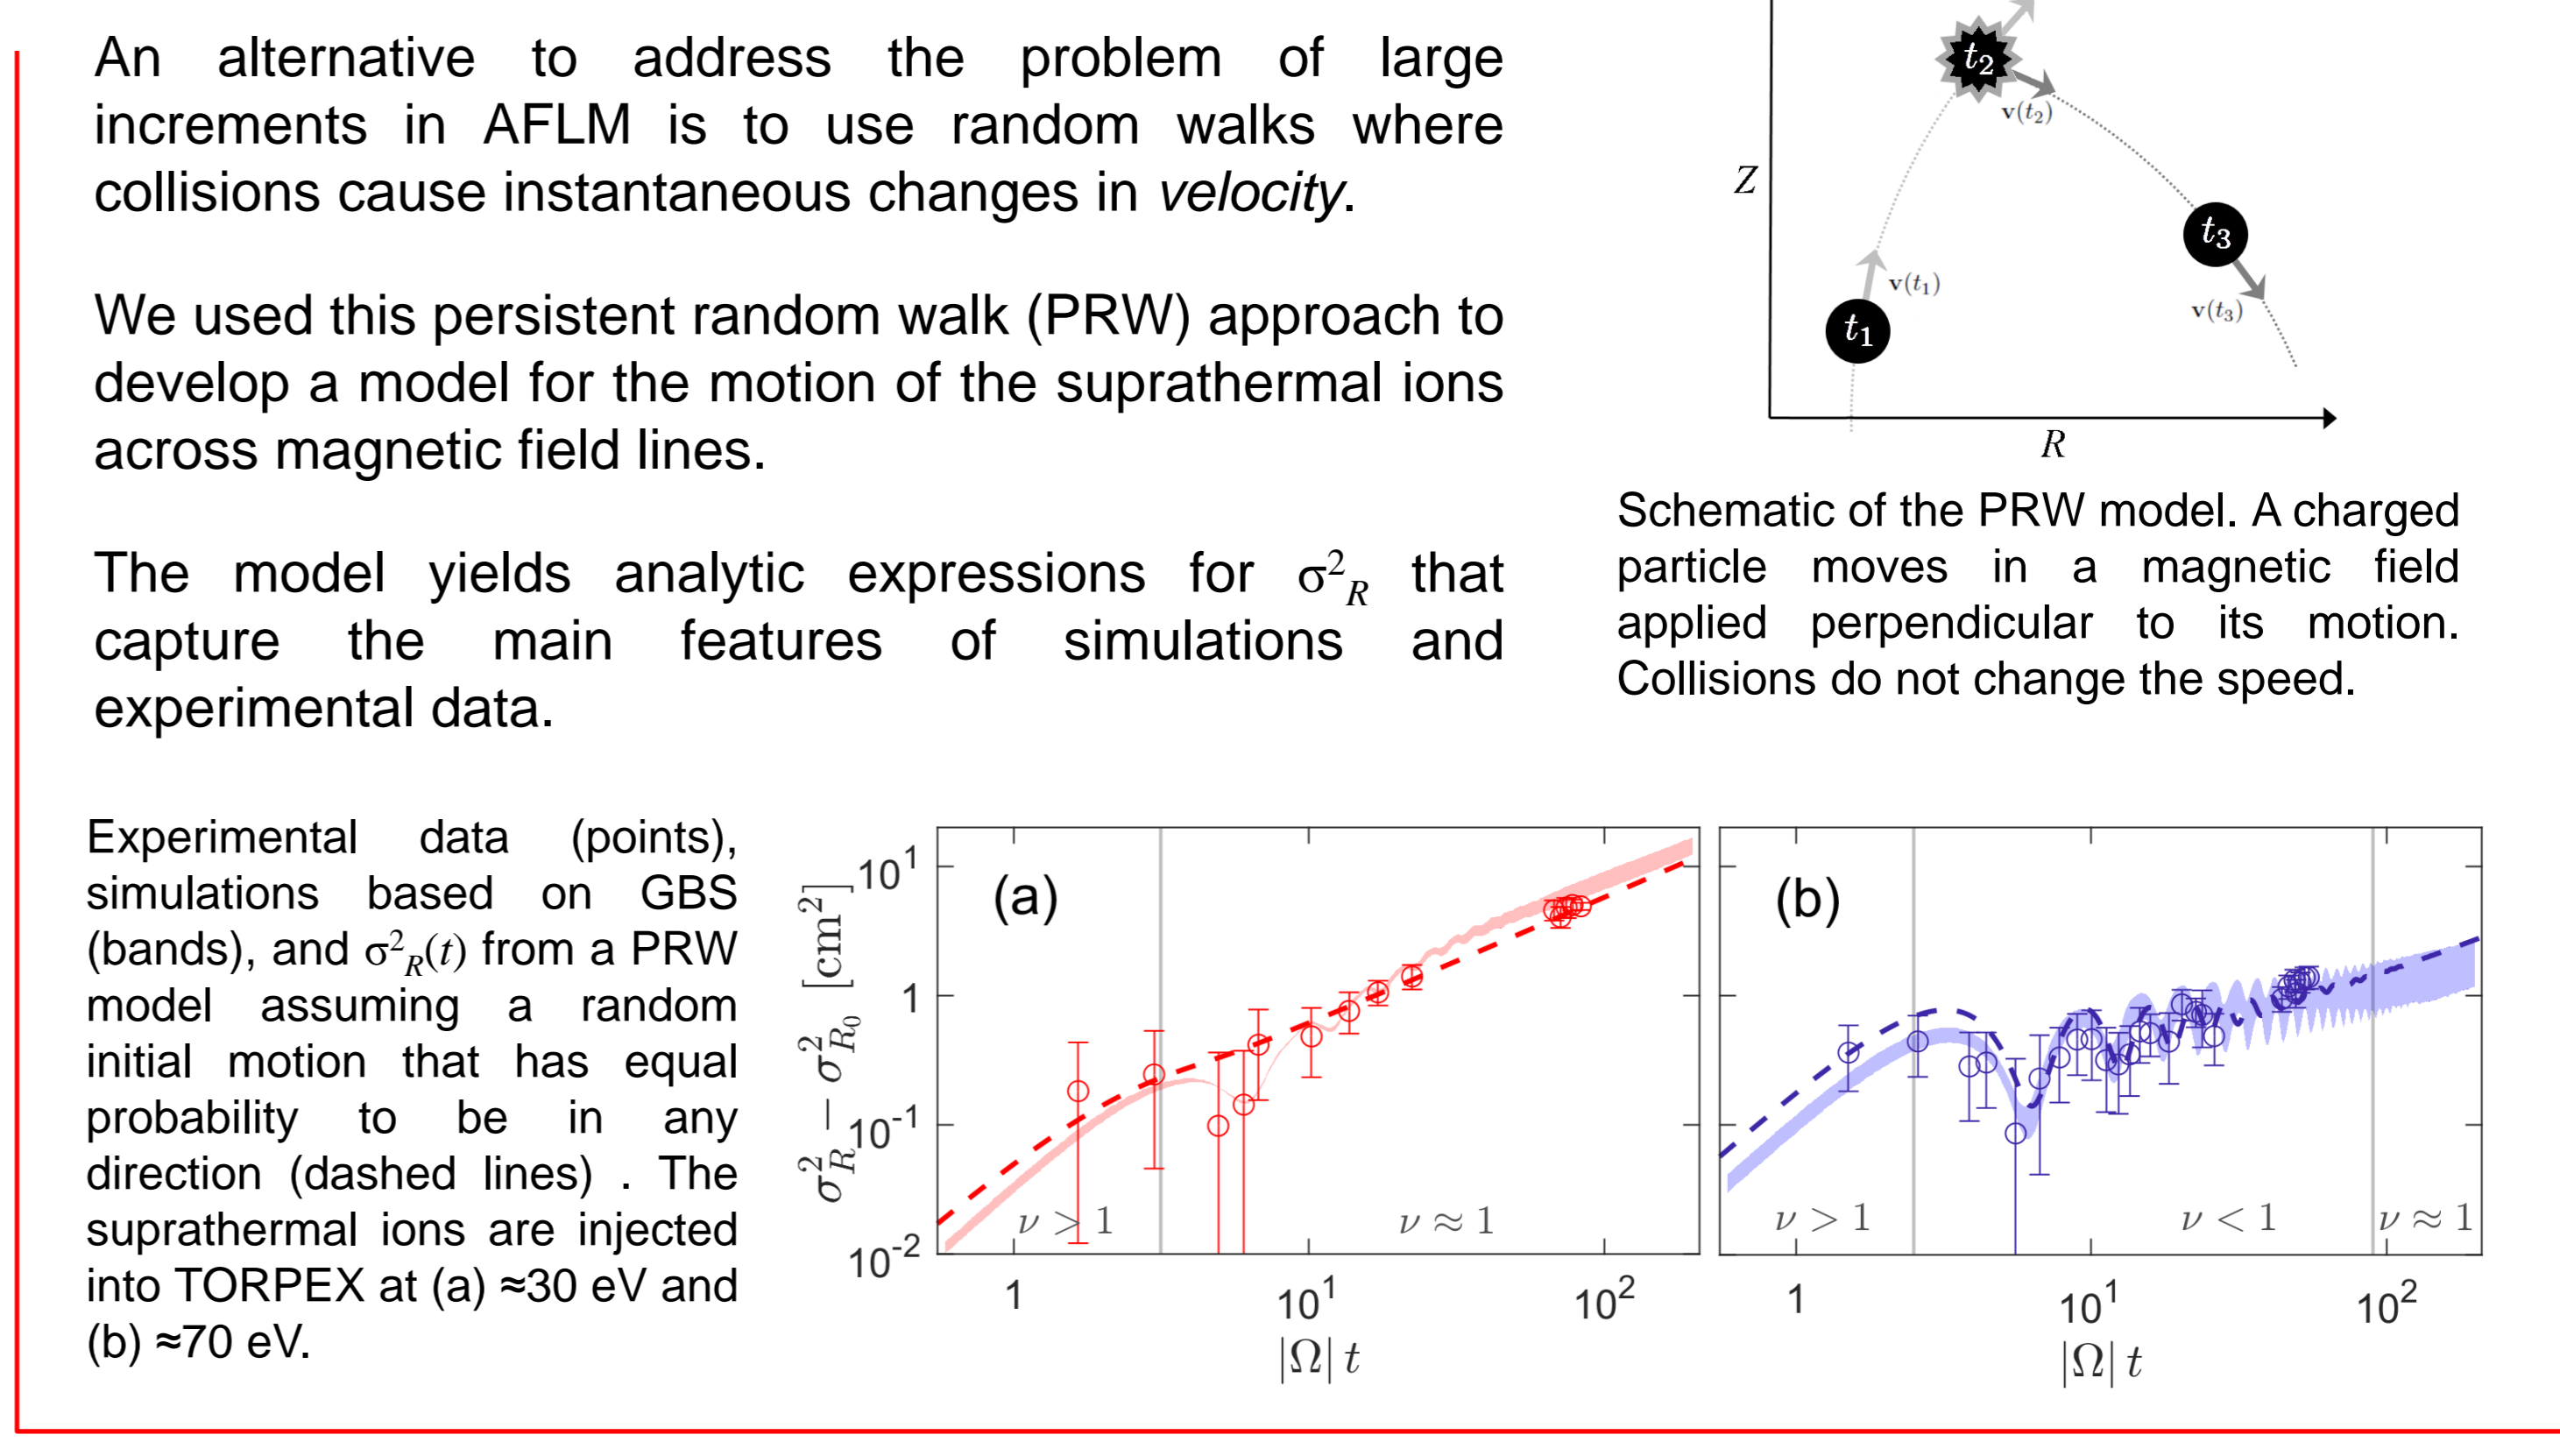 An alternative to address the problem of large
increments in AFLM is to use random walks where
collisions cause instantaneous changes in velocity.
We used this persistent random walk (PRW) approach to
develop a model for the motion of the suprathermal ions
across magnetic field lines.
The model yields analytic expressions for σ²_R that
capture the main features of simulations and
experimental data.
t₂
v(t₂)
Z
t₃
v(t₁)
v(t₃)
t₁
R
Schematic of the PRW model. A charged
particle moves in a magnetic field
applied perpendicular to its motion.
Collisions do not change the speed.
Experimental data (points),
simulations based on GBS
(bands), and σ²_R(t) from a PRW
model assuming a random
initial motion that has equal
probability to be in any
direction (dashed lines) . The
suprathermal ions are injected
into TORPEX at (a) ≈30 eV and
(b) ≈70 eV.
σ²_R − σ²_R₀ [cm²]
10¹
1
10⁻¹
10⁻²
(a)
ν > 1
ν ≈ 1
1
10¹
10²
|Ω| t
(b)
ν > 1
ν < 1
ν ≈ 1
1
10¹
10²
|Ω| t